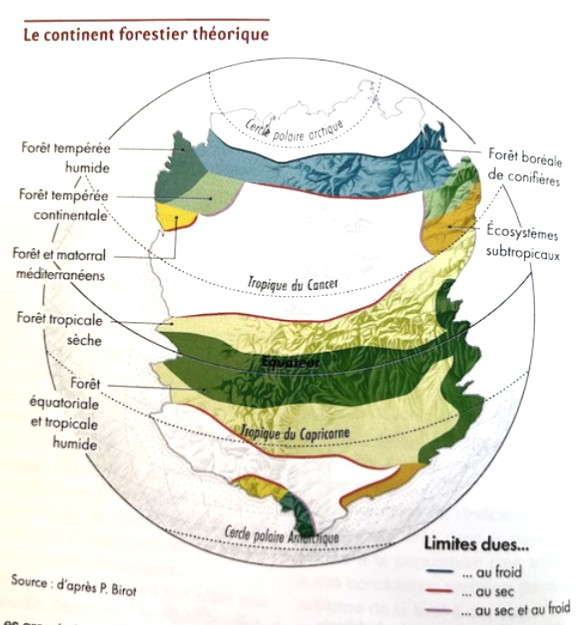 Le continent forestier théorique
Cercle polaire arctique
Forêt tempérée
humide
Forêt tempérée
continentale
Forêt et matorral
méditerranéens
Forêt tropicale
sèche
Forêt
équatoriale
et tropicale
humide
Forêt boréale
de conifères
Écosystèmes
subtropicaux
Tropique du Cancer
Équateur
Tropique du Capricorne
Cercle polaire Antarctique
Limites dues...
... au froid
... au sec
... au sec et au froid
Source : d'après P. Birot